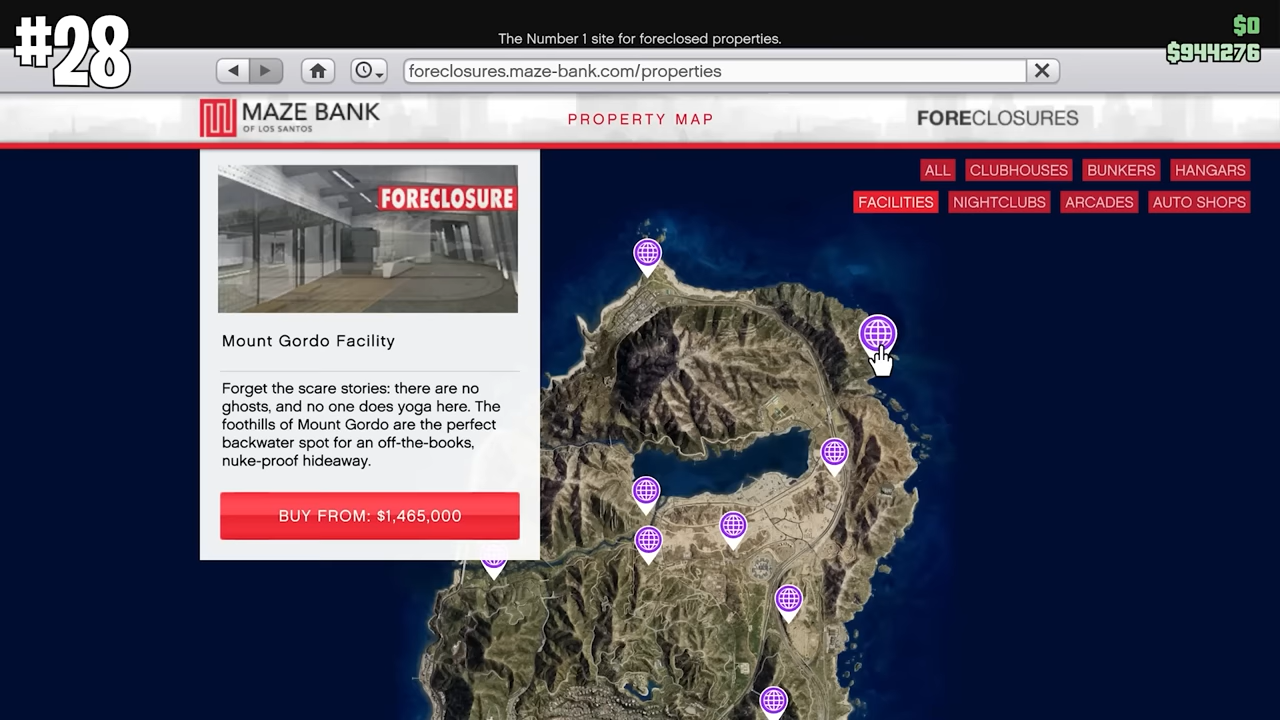 #28
$0
$944276
The Number 1 site for foreclosed properties.
foreclosures.maze-bank.com/properties
MAZE BANK
OF LOS SANTOS
PROPERTY MAP
FORECLOSURES
ALL CLUBHOUSES BUNKERS HANGARS
FACILITIES NIGHTCLUBS ARCADES AUTO SHOPS
FORECLOSURE
Mount Gordo Facility
Forget the scare stories: there are no
ghosts, and no one does yoga here. The
foothills of Mount Gordo are the perfect
backwater spot for an off-the-books,
nuke-proof hideaway.
BUY FROM: $1,465,000